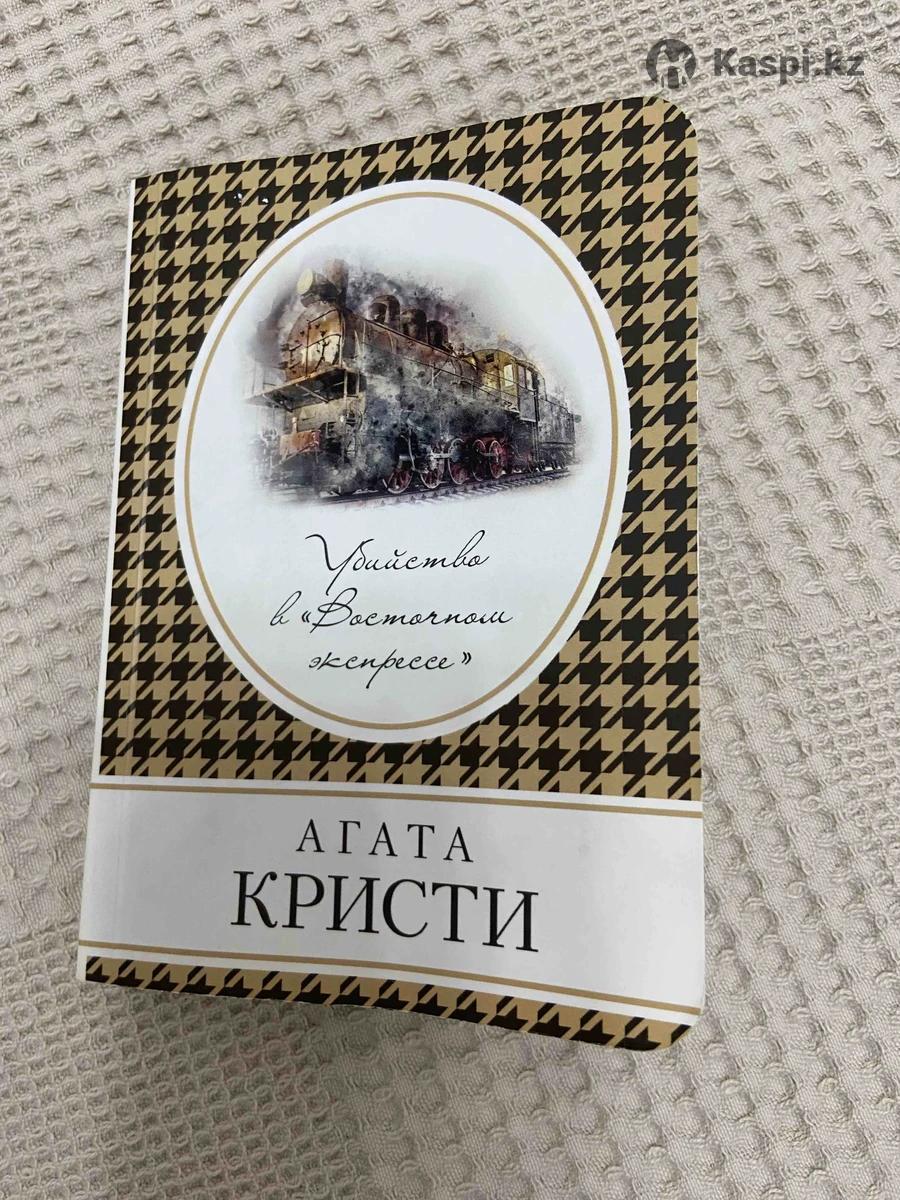 Kaspi.kz
Убийство
в «Восточном
экспрессе»
АГАТА
КРИСТИ